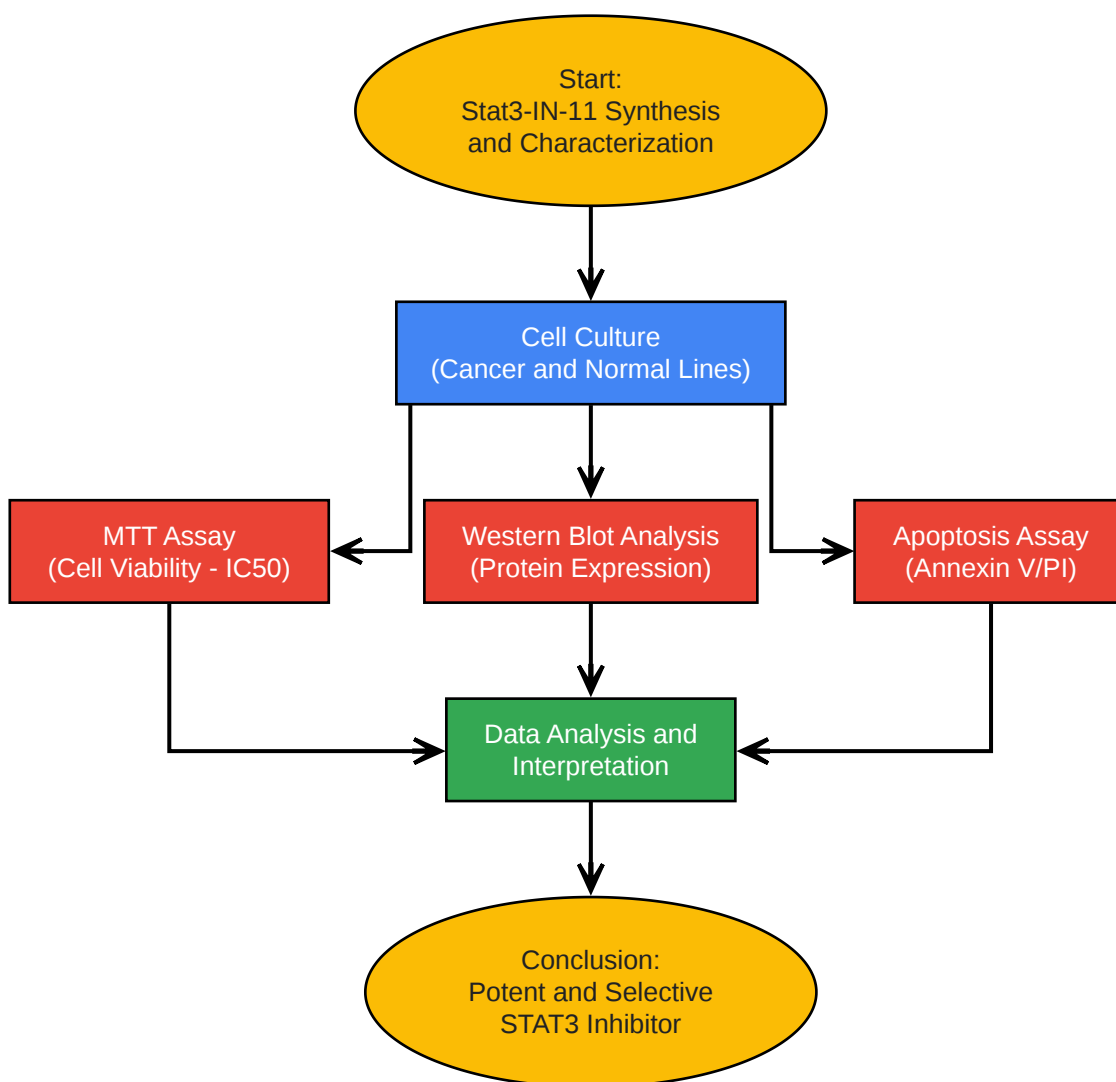 Start:
Stat3-IN-11 Synthesis
and Characterization
Cell Culture
(Cancer and Normal Lines)
MTT Assay
(Cell Viability - IC50)
Western Blot Analysis
(Protein Expression)
Apoptosis Assay
(Annexin V/PI)
Data Analysis and
Interpretation
Conclusion:
Potent and Selective
STAT3 Inhibitor